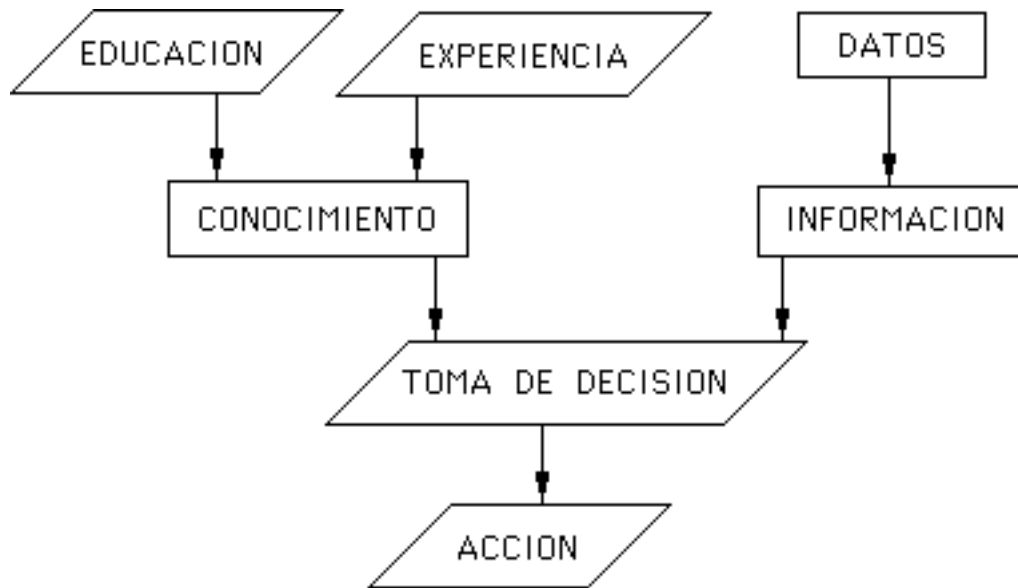 EDUCACION
EXPERIENCIA
DATOS
CONOCIMIENTO
INFORMACION
TOMA DE DECISION
ACCION